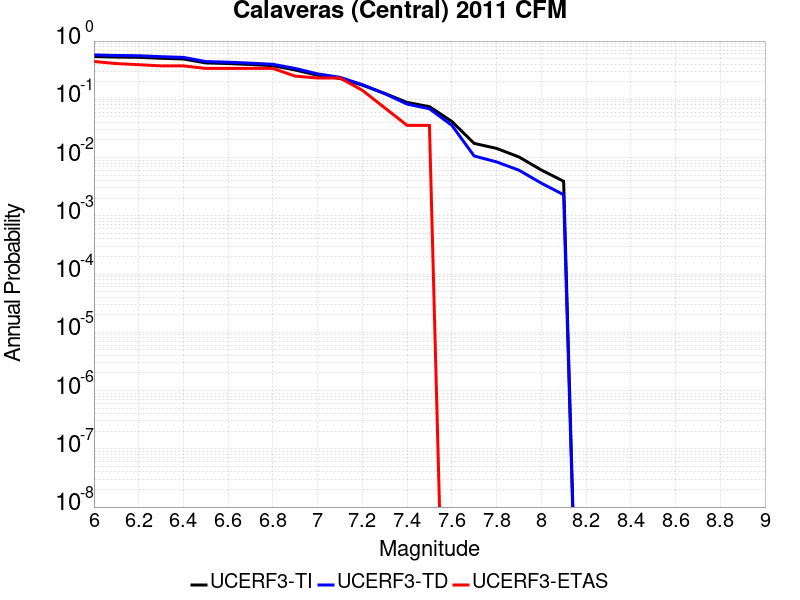 Calaveras (Central) 2011 CFM
10^0
10^-1
10^-2
10^-3
10^-4
10^-5
10^-6
10^-7
10^-8
Annual Probability
6 6.2 6.4 6.6 6.8 7 7.2 7.4 7.6 7.8 8 8.2 8.4 8.6 8.8 9
Magnitude
UCERF3-TI UCERF3-TD UCERF3-ETAS